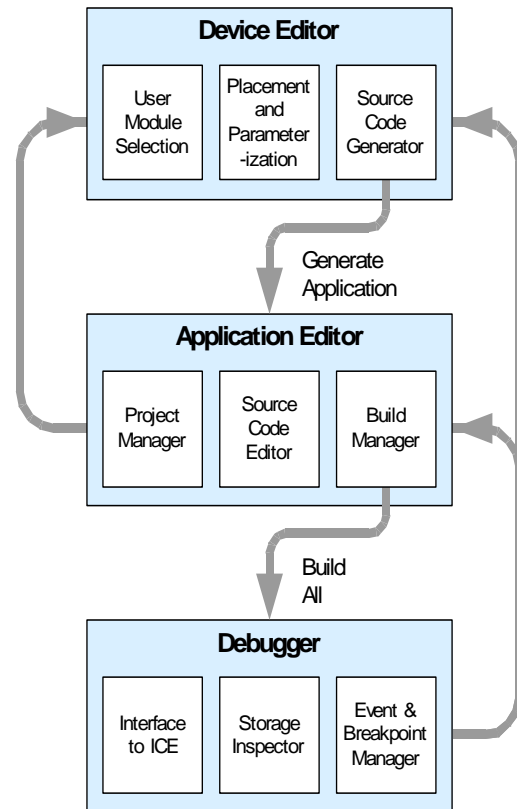 Device Editor
User
Module
Selection
Placement
and
Parameter
-ization
Source
Code
Generator
Generate
Application
Application Editor
Project
Manager
Source
Code
Editor
Build
Manager
Build
All
Debugger
Interface
to ICE
Storage
Inspector
Event &
Breakpoint
Manager